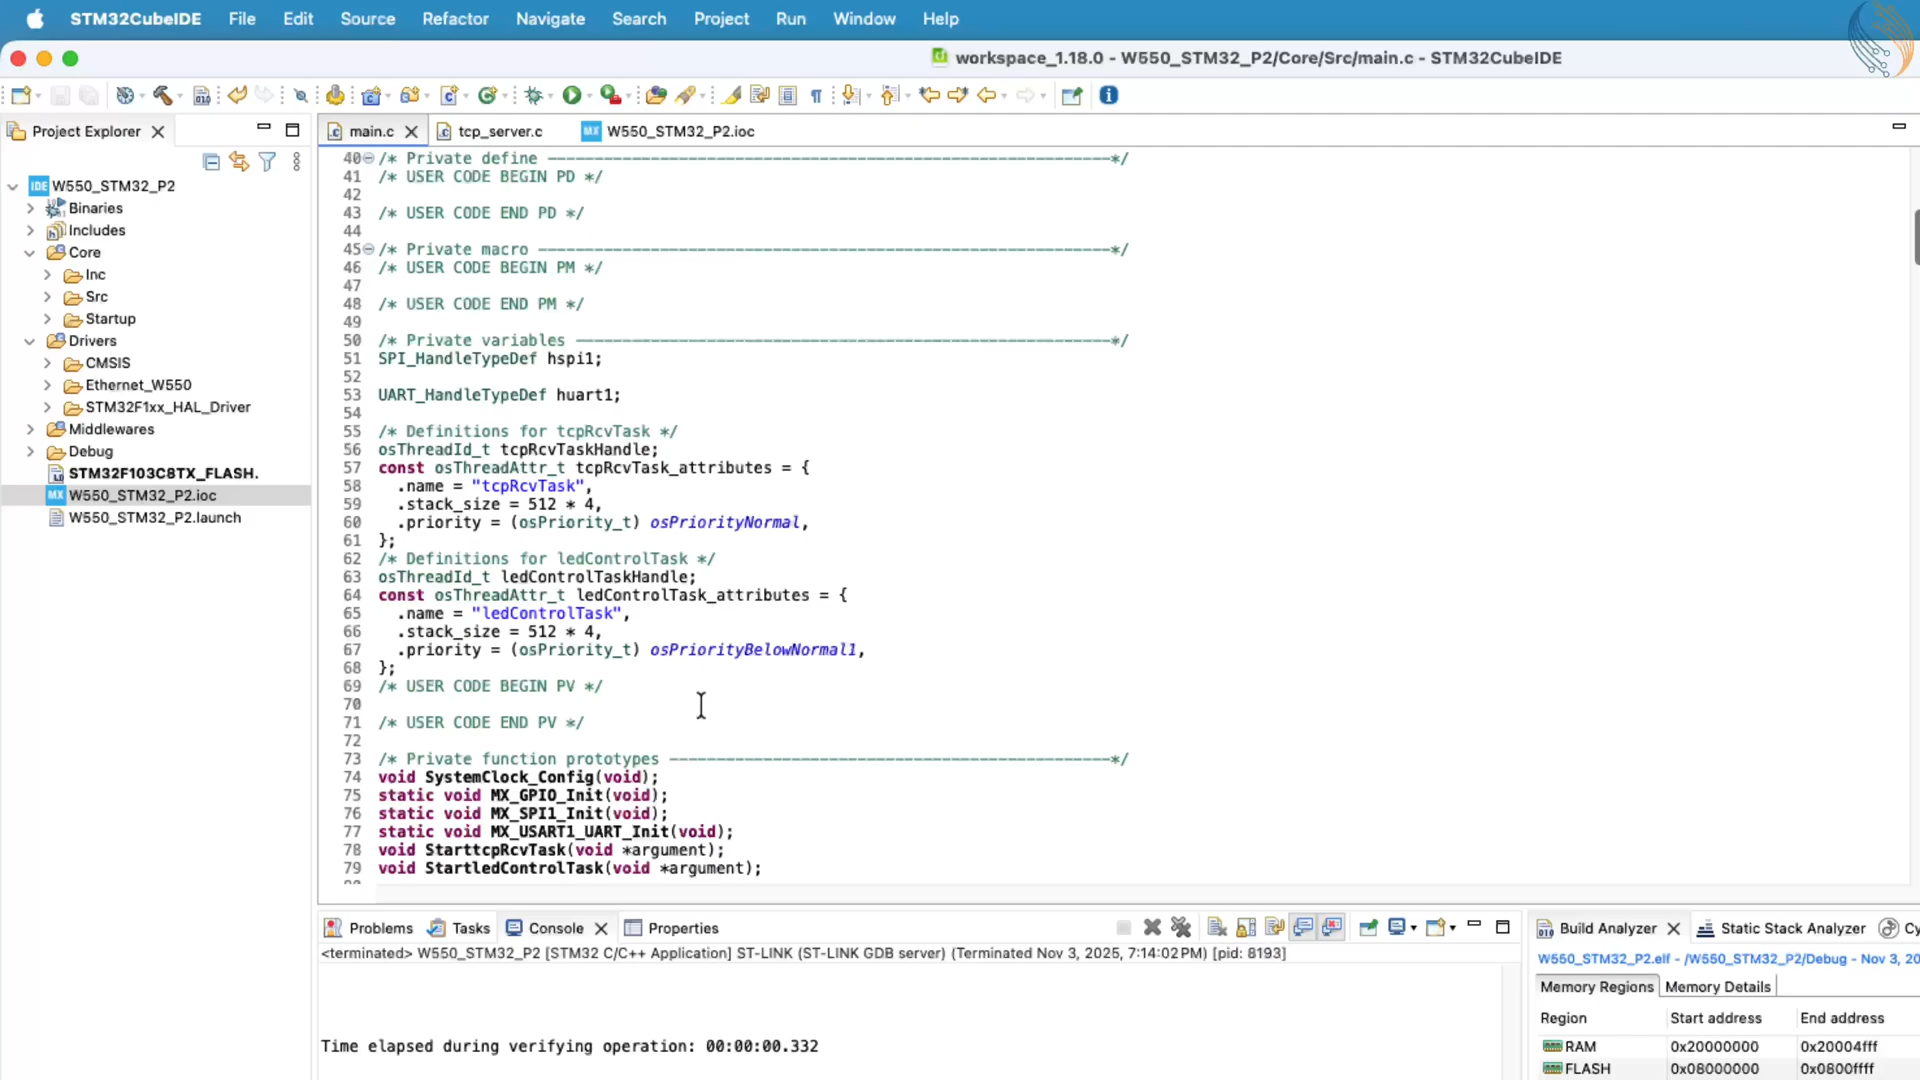 STM32CubeIDE File Edit Source Refactor Navigate Search Project Run Window Help
workspace_1.18.0 - W550_STM32_P2/Core/Src/main.c - STM32CubeIDE
Project Explorer
W550_STM32_P2
Binaries
Includes
Core
Inc
Src
Startup
Drivers
CMSIS
Ethernet_W550
STM32F1xx_HAL_Driver
Middlewares
Debug
STM32F103C8TX_FLASH.
W550_STM32_P2.ioc
W550_STM32_P2.launch
main.c tcp_server.c W550_STM32_P2.ioc
40 /* Private define ------------------------------------------------------------*/
41 /* USER CODE BEGIN PD */
42
43 /* USER CODE END PD */
44
45 /* Private macro -------------------------------------------------------------*/
46 /* USER CODE BEGIN PM */
47
48 /* USER CODE END PM */
49
50 /* Private variables ---------------------------------------------------------*/
51 SPI_HandleTypeDef hspi1;
52
53 UART_HandleTypeDef huart1;
54
55 /* Definitions for tcpRcvTask */
56 osThreadId_t tcpRcvTaskHandle;
57 const osThreadAttr_t tcpRcvTask_attributes = {
58 .name = "tcpRcvTask",
59 .stack_size = 512 * 4,
60 .priority = (osPriority_t) osPriorityNormal,
61 };
62 /* Definitions for ledControlTask */
63 osThreadId_t ledControlTaskHandle;
64 const osThreadAttr_t ledControlTask_attributes = {
65 .name = "ledControlTask",
66 .stack_size = 512 * 4,
67 .priority = (osPriority_t) osPriorityBelowNormal1,
68 };
69 /* USER CODE BEGIN PV */
70
71 /* USER CODE END PV */
72
73 /* Private function prototypes -----------------------------------------------*/
74 void SystemClock_Config(void);
75 static void MX_GPIO_Init(void);
76 static void MX_SPI1_Init(void);
77 static void MX_USART1_UART_Init(void);
78 void StarttcpRcvTask(void *argument);
79 void StartledControlTask(void *argument);
Problems Tasks Console Properties
<terminated> W550_STM32_P2 [STM32 C/C++ Application] ST-LINK (ST-LINK GDB server) (Terminated Nov 3, 2025, 7:14:02 PM) [pid: 8193]
Time elapsed during verifying operation: 00:00:00.332
Build Analyzer Static Stack Analyzer Cy
W550_STM32_P2.elf - /W550_STM32_P2/Debug - Nov 3, 20
Memory Regions Memory Details
Region Start address End address
RAM 0x20000000 0x20004fff
FLASH 0x08000000 0x0800ffff